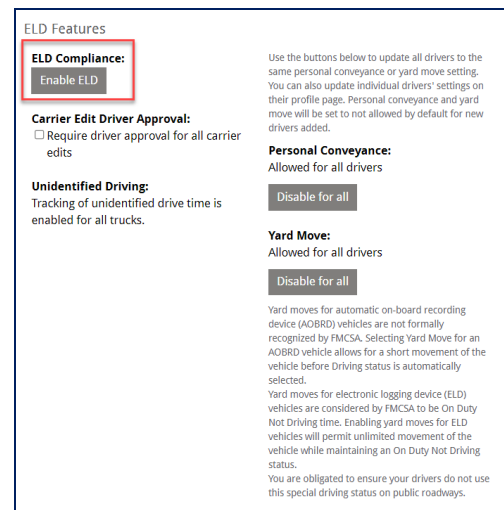 ELD Features
ELD Compliance:
Enable ELD
Carrier Edit Driver Approval:
Require driver approval for all carrier
edits
Unidentified Driving:
Tracking of unidentified drive time is
enabled for all trucks.
Use the buttons below to update all drivers to the
same personal conveyance or yard move setting.
You can also update individual drivers' settings on
their profile page. Personal conveyance and yard
move will be set to not allowed by default for new
drivers added.
Personal Conveyance:
Allowed for all drivers
Disable for all
Yard Move:
Allowed for all drivers
Disable for all
Yard moves for automatic on-board recording
device (AOBRD) vehicles are not formally
recognized by FMCSA. Selecting Yard Move for an
AOBRD vehicle allows for a short movement of the
vehicle before Driving status is automatically
selected.
Yard moves for electronic logging device (ELD)
vehicles are considered by FMCSA to be On Duty
Not Driving time. Enabling yard moves for ELD
vehicles will permit unlimited movement of the
vehicle while maintaining an On Duty Not Driving
status.
You are obligated to ensure your drivers do not use
this special driving status on public roadways.